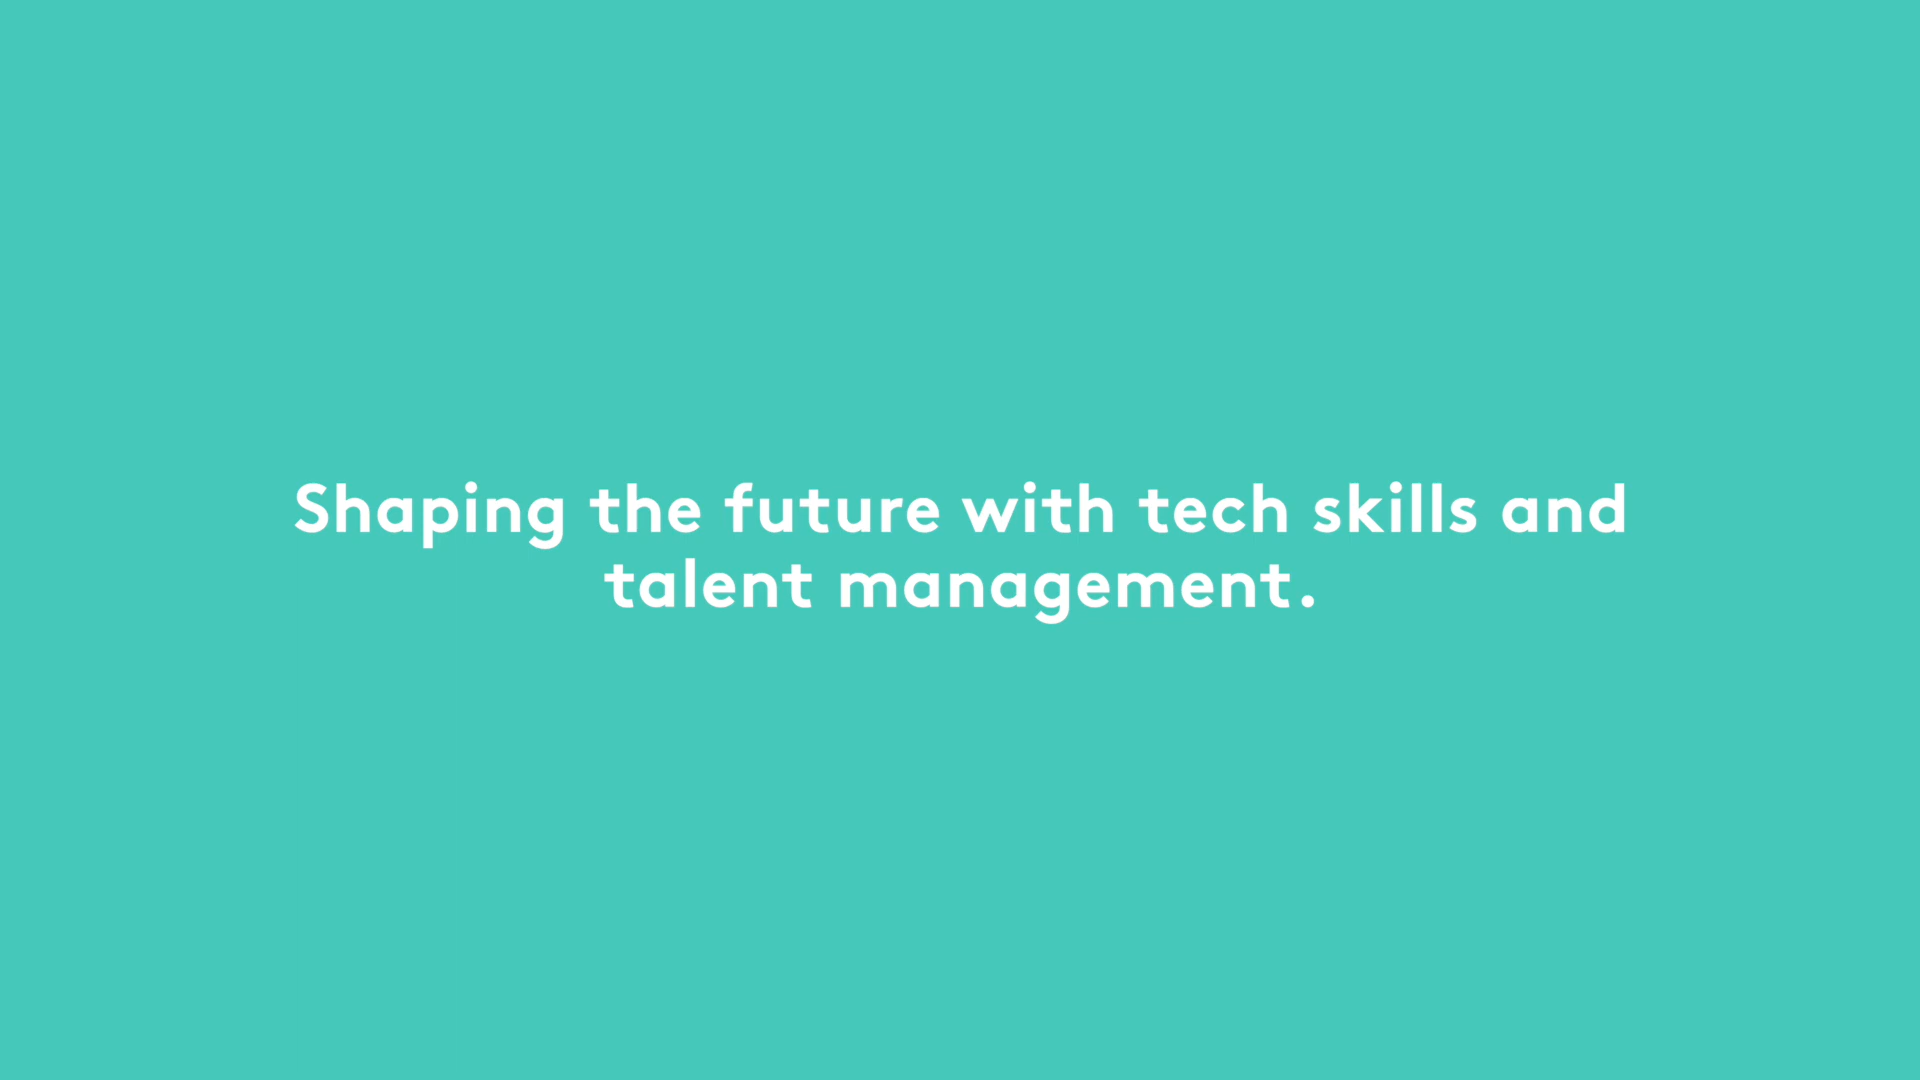 Shaping the future with tech skills and
talent management.